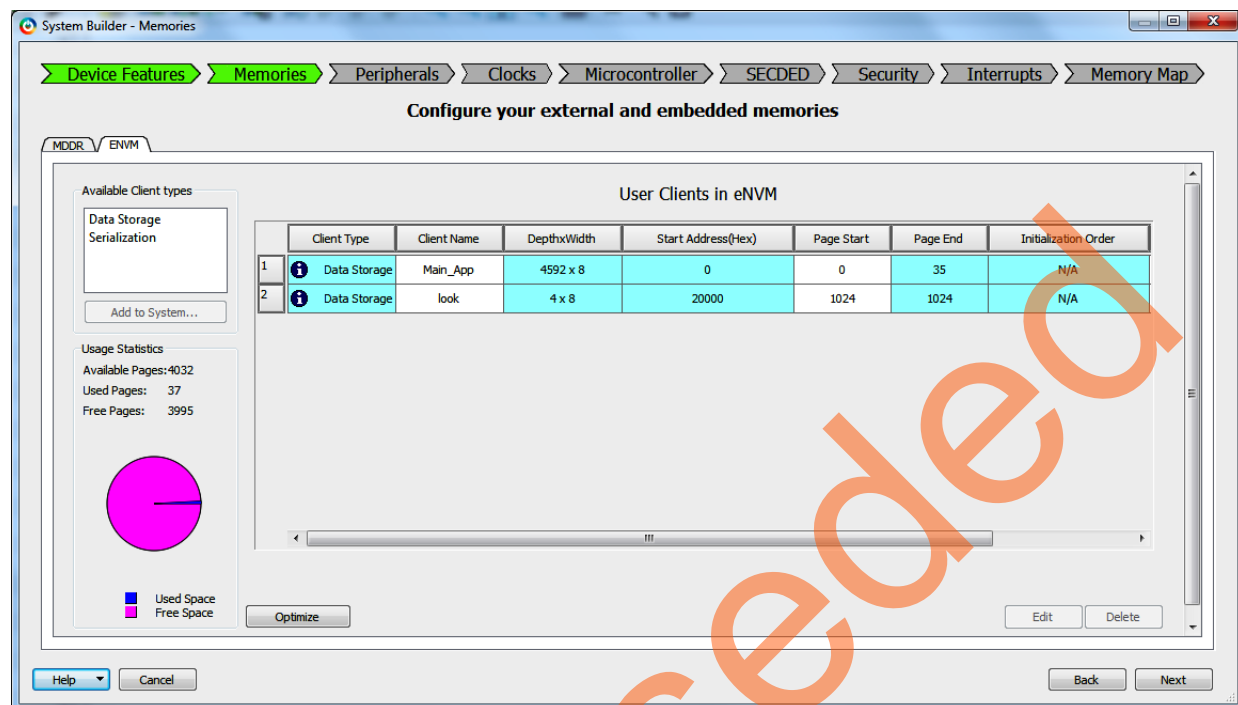 System Builder - Memories
Device Features Memories Peripherals Clocks Microcontroller SECDED Security Interrupts Memory Map
Configure your external and embedded memories
MDDR ENVM
Available Client types
Data Storage
Serialization
Add to System...
Usage Statistics
Available Pages:4032
Used Pages: 37
Free Pages: 3995
Used Space
Free Space
User Clients in eNVM
Client Type Client Name DepthxWidth Start Address(Hex) Page Start Page End Initialization Order
1 Data Storage Main_App 4592 x 8 0 0 35 N/A
2 Data Storage look 4 x 8 20000 1024 1024 N/A
Optimize Edit Delete
Help Cancel Back Next
seded